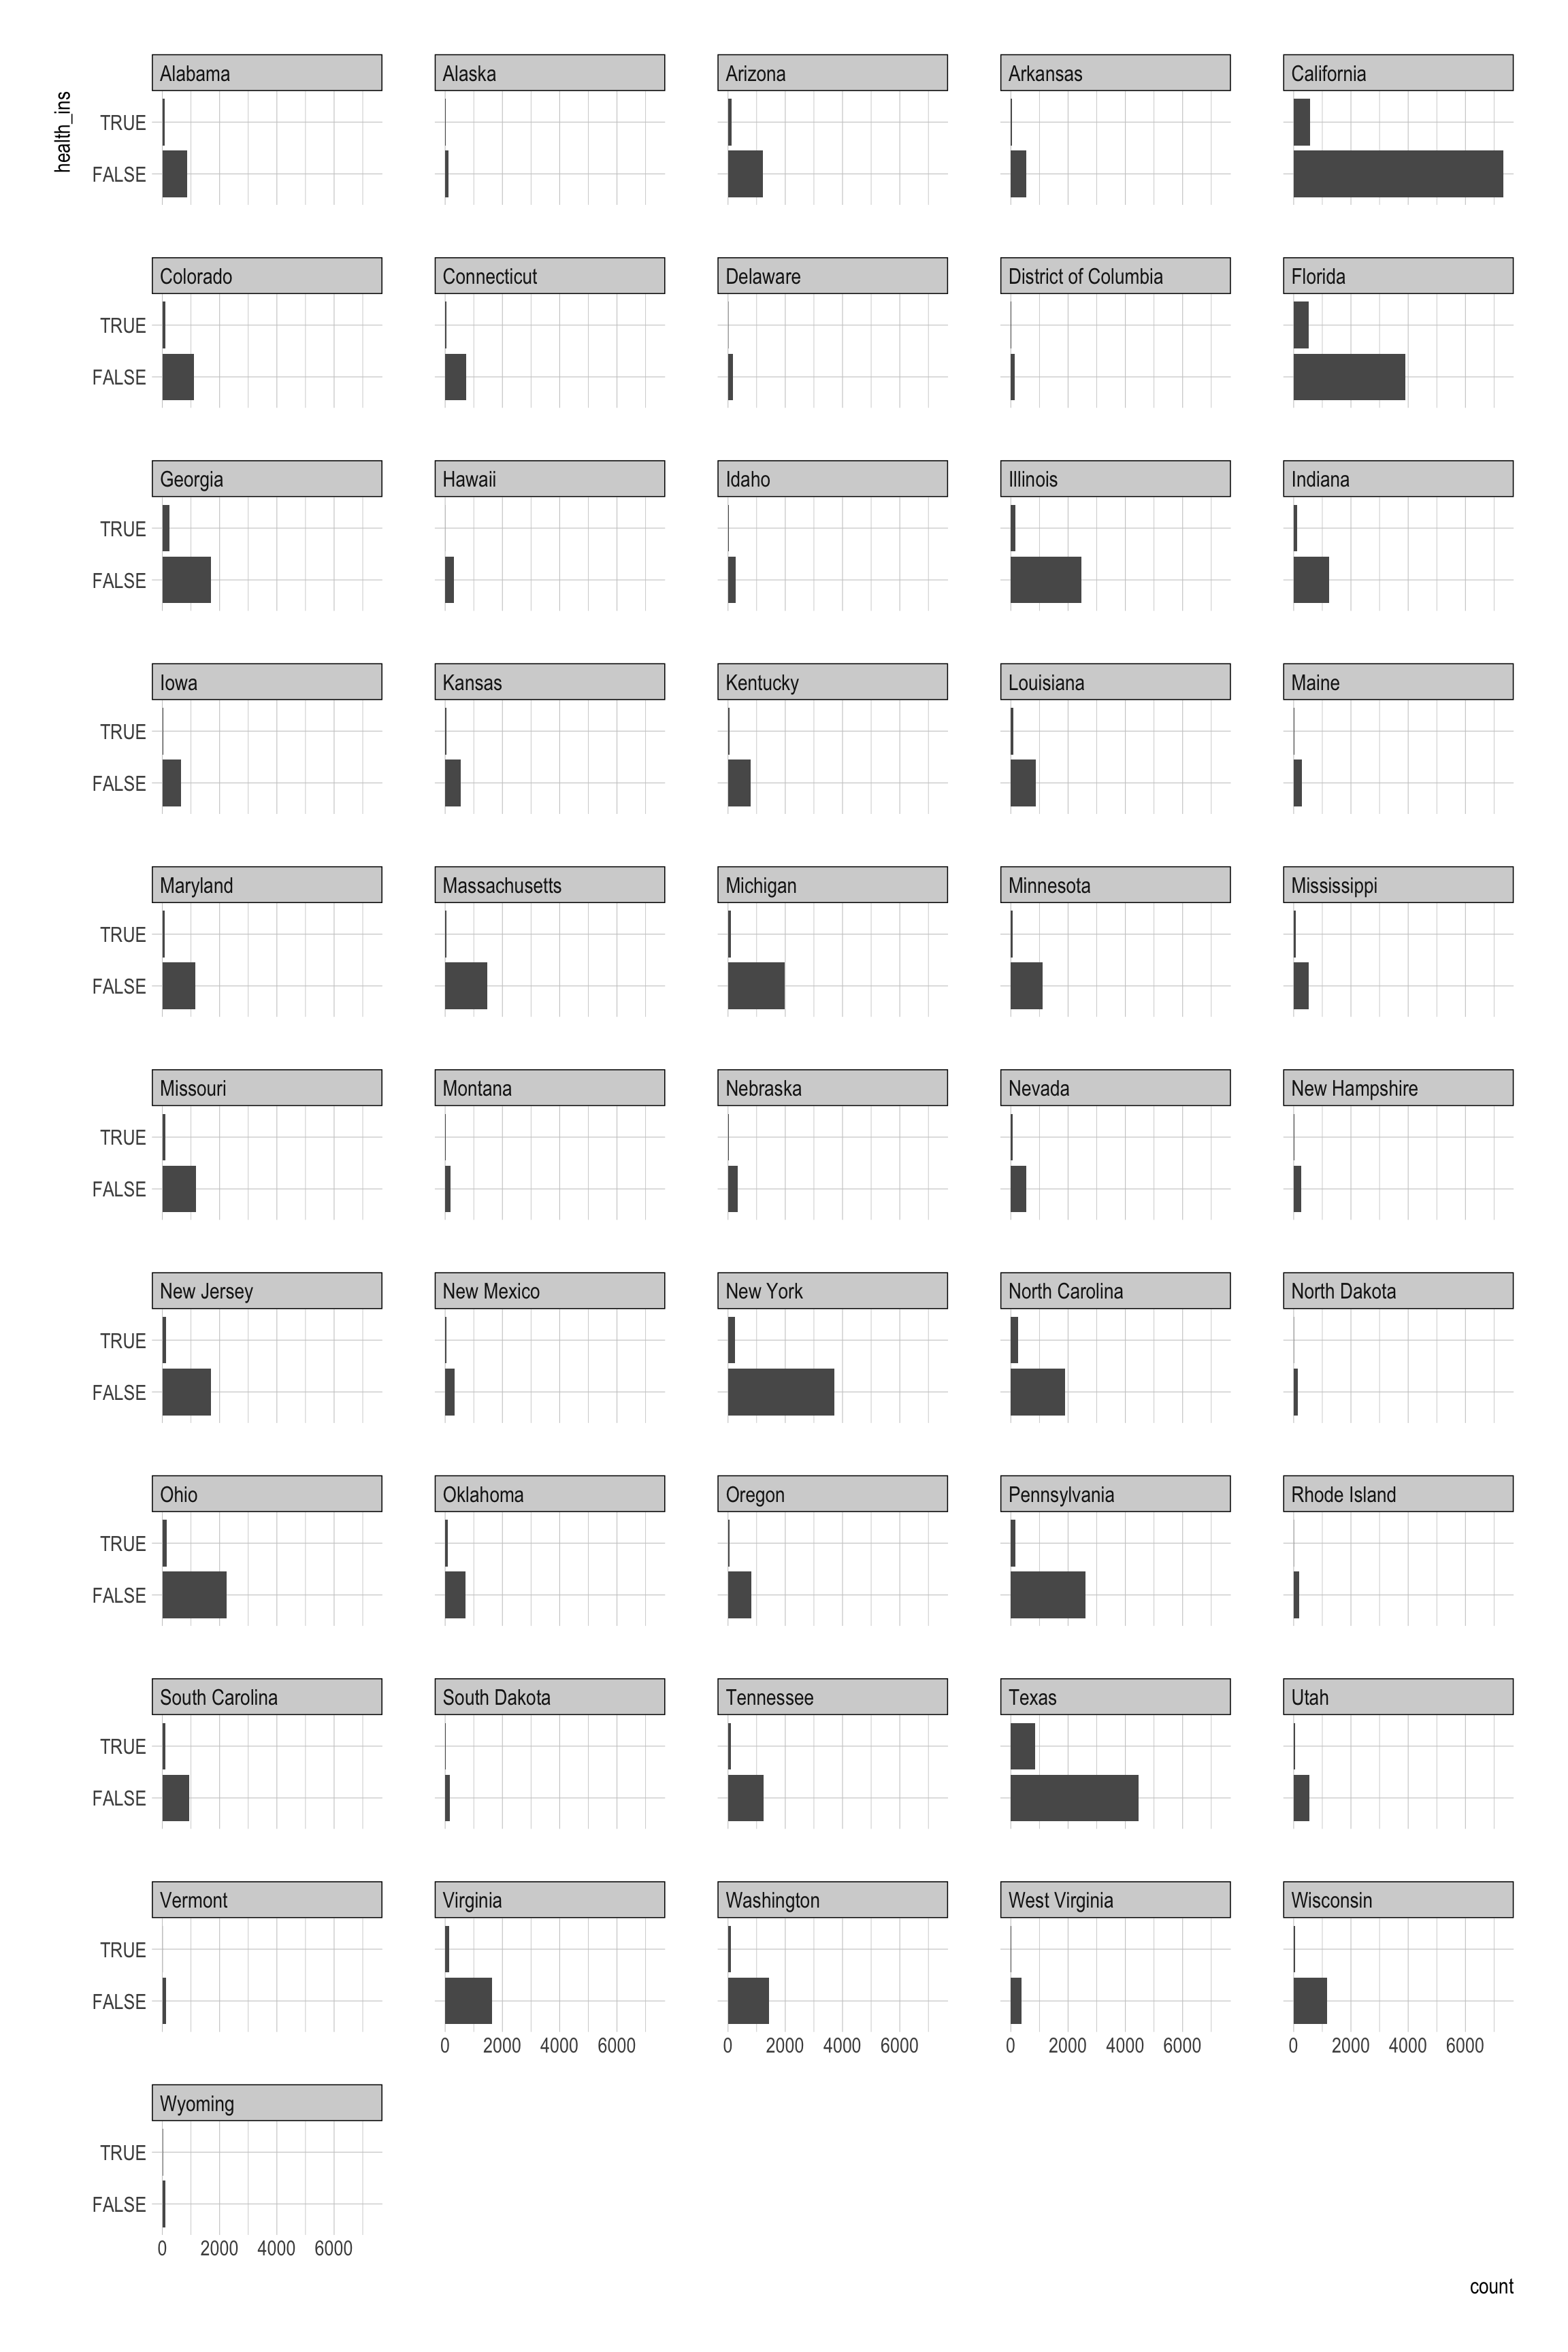 Alabama Alaska Arizona Arkansas California
health_ins
TRUE
FALSE
Colorado Connecticut Delaware District of Columbia Florida
TRUE
FALSE
Georgia Hawaii Idaho Illinois Indiana
TRUE
FALSE
Iowa Kansas Kentucky Louisiana Maine
TRUE
FALSE
Maryland Massachusetts Michigan Minnesota Mississippi
TRUE
FALSE
Missouri Montana Nebraska Nevada New Hampshire
TRUE
FALSE
New Jersey New Mexico New York North Carolina North Dakota
TRUE
FALSE
Ohio Oklahoma Oregon Pennsylvania Rhode Island
TRUE
FALSE
South Carolina South Dakota Tennessee Texas Utah
TRUE
FALSE
Vermont Virginia Washington West Virginia Wisconsin
TRUE
FALSE
0 2000 4000 6000 0 2000 4000 6000 0 2000 4000 6000 0 2000 4000 6000
Wyoming
TRUE
FALSE
0 2000 4000 6000
count